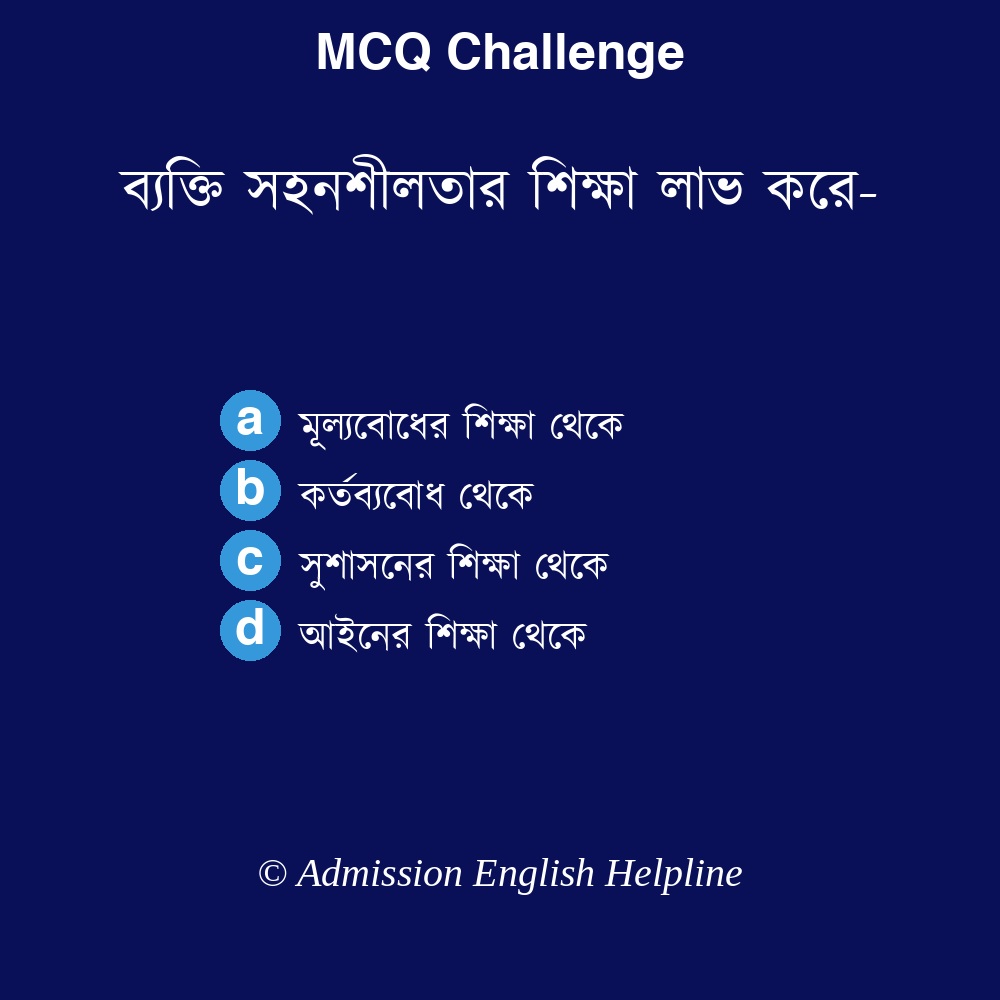 MCQ Challenge
ব্যক্তি সহনশীলতার শিক্ষা লাভ করে-
a মূল্যবোধের শিক্ষা থেকে
b কর্তব্যবোধ থেকে
c সুশাসনের শিক্ষা থেকে
d আইনের শিক্ষা থেকে
© Admission English Helpline